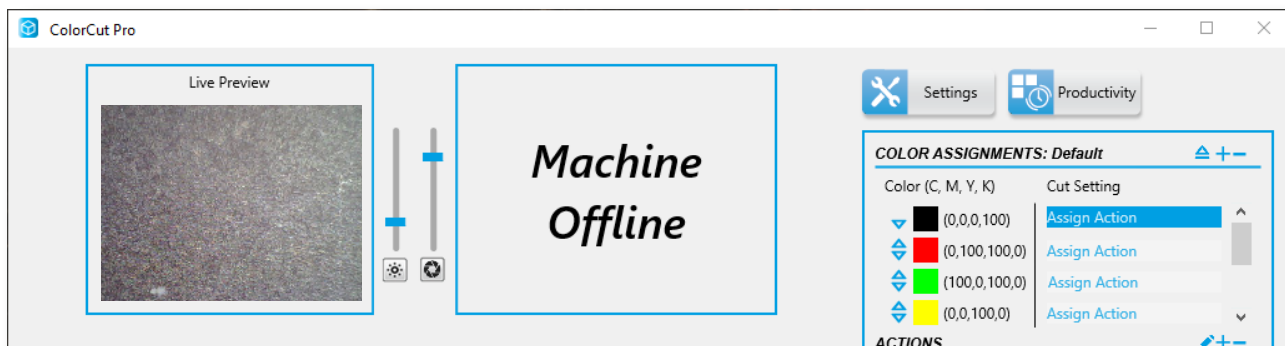 ColorCut Pro
Live Preview
Machine
Offline
Settings
Productivity
COLOR ASSIGNMENTS: Default
Color (C, M, Y, K) Cut Setting
(0,0,0,100) Assign Action
(0,100,100,0) Assign Action
(100,0,100,0) Assign Action
(0,0,100,0) Assign Action
ACTIONS